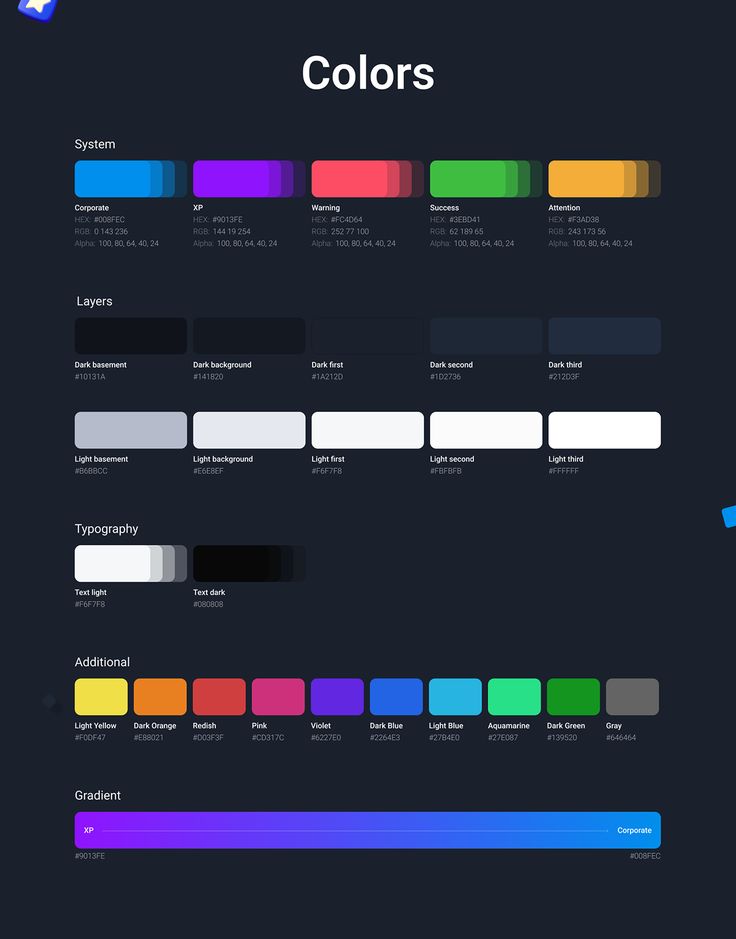 Colors
System
Corporate
HEX: #008FEC
RGB: 0 143 236
Alpha: 100, 80, 64, 40, 24
XP
HEX: #9013FE
RGB: 144 19 254
Alpha: 100, 80, 64, 40, 24
Warning
HEX: #FC4D64
RGB: 252 77 100
Alpha: 100, 80, 64, 40, 24
Success
HEX: #3EBD41
RGB: 62 189 65
Alpha: 100, 80, 64, 40, 24
Attention
HEX: #F3AD38
RGB: 243 173 56
Alpha: 100, 80, 64, 40, 24
Layers
Dark basement
#10131A
Dark background
#141820
Dark first
#1A212D
Dark second
#1D2736
Dark third
#212D3F
Light basement
#B6BBCC
Light background
#E6E8EF
Light first
#F6F7F8
Light second
#FBFBFB
Light third
#FFFFFF
Typography
Text light
#F6F7F8
Text dark
#080808
Additional
Light Yellow
#F0DF47
Dark Orange
#E88021
Redish
#D03F3F
Pink
#CD317C
Violet
#6227E0
Dark Blue
#2264E3
Light Blue
#27B4E0
Aquamarine
#27E087
Dark Green
#139520
Gray
#646464
Gradient
XP
Corporate
#9013FE
#008FEC